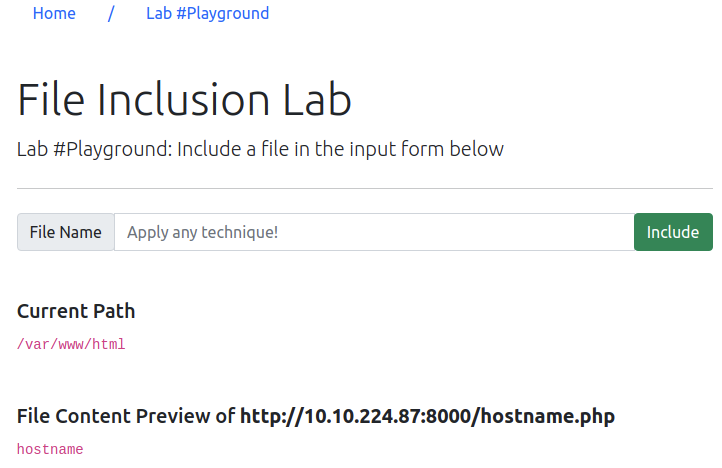 Home / Lab #Playground
File Inclusion Lab
Lab #Playground: Include a file in the input form below
File Name Apply any technique! Include
Current Path
/var/www/html
File Content Preview of http://10.10.224.87:8000/hostname.php
hostname